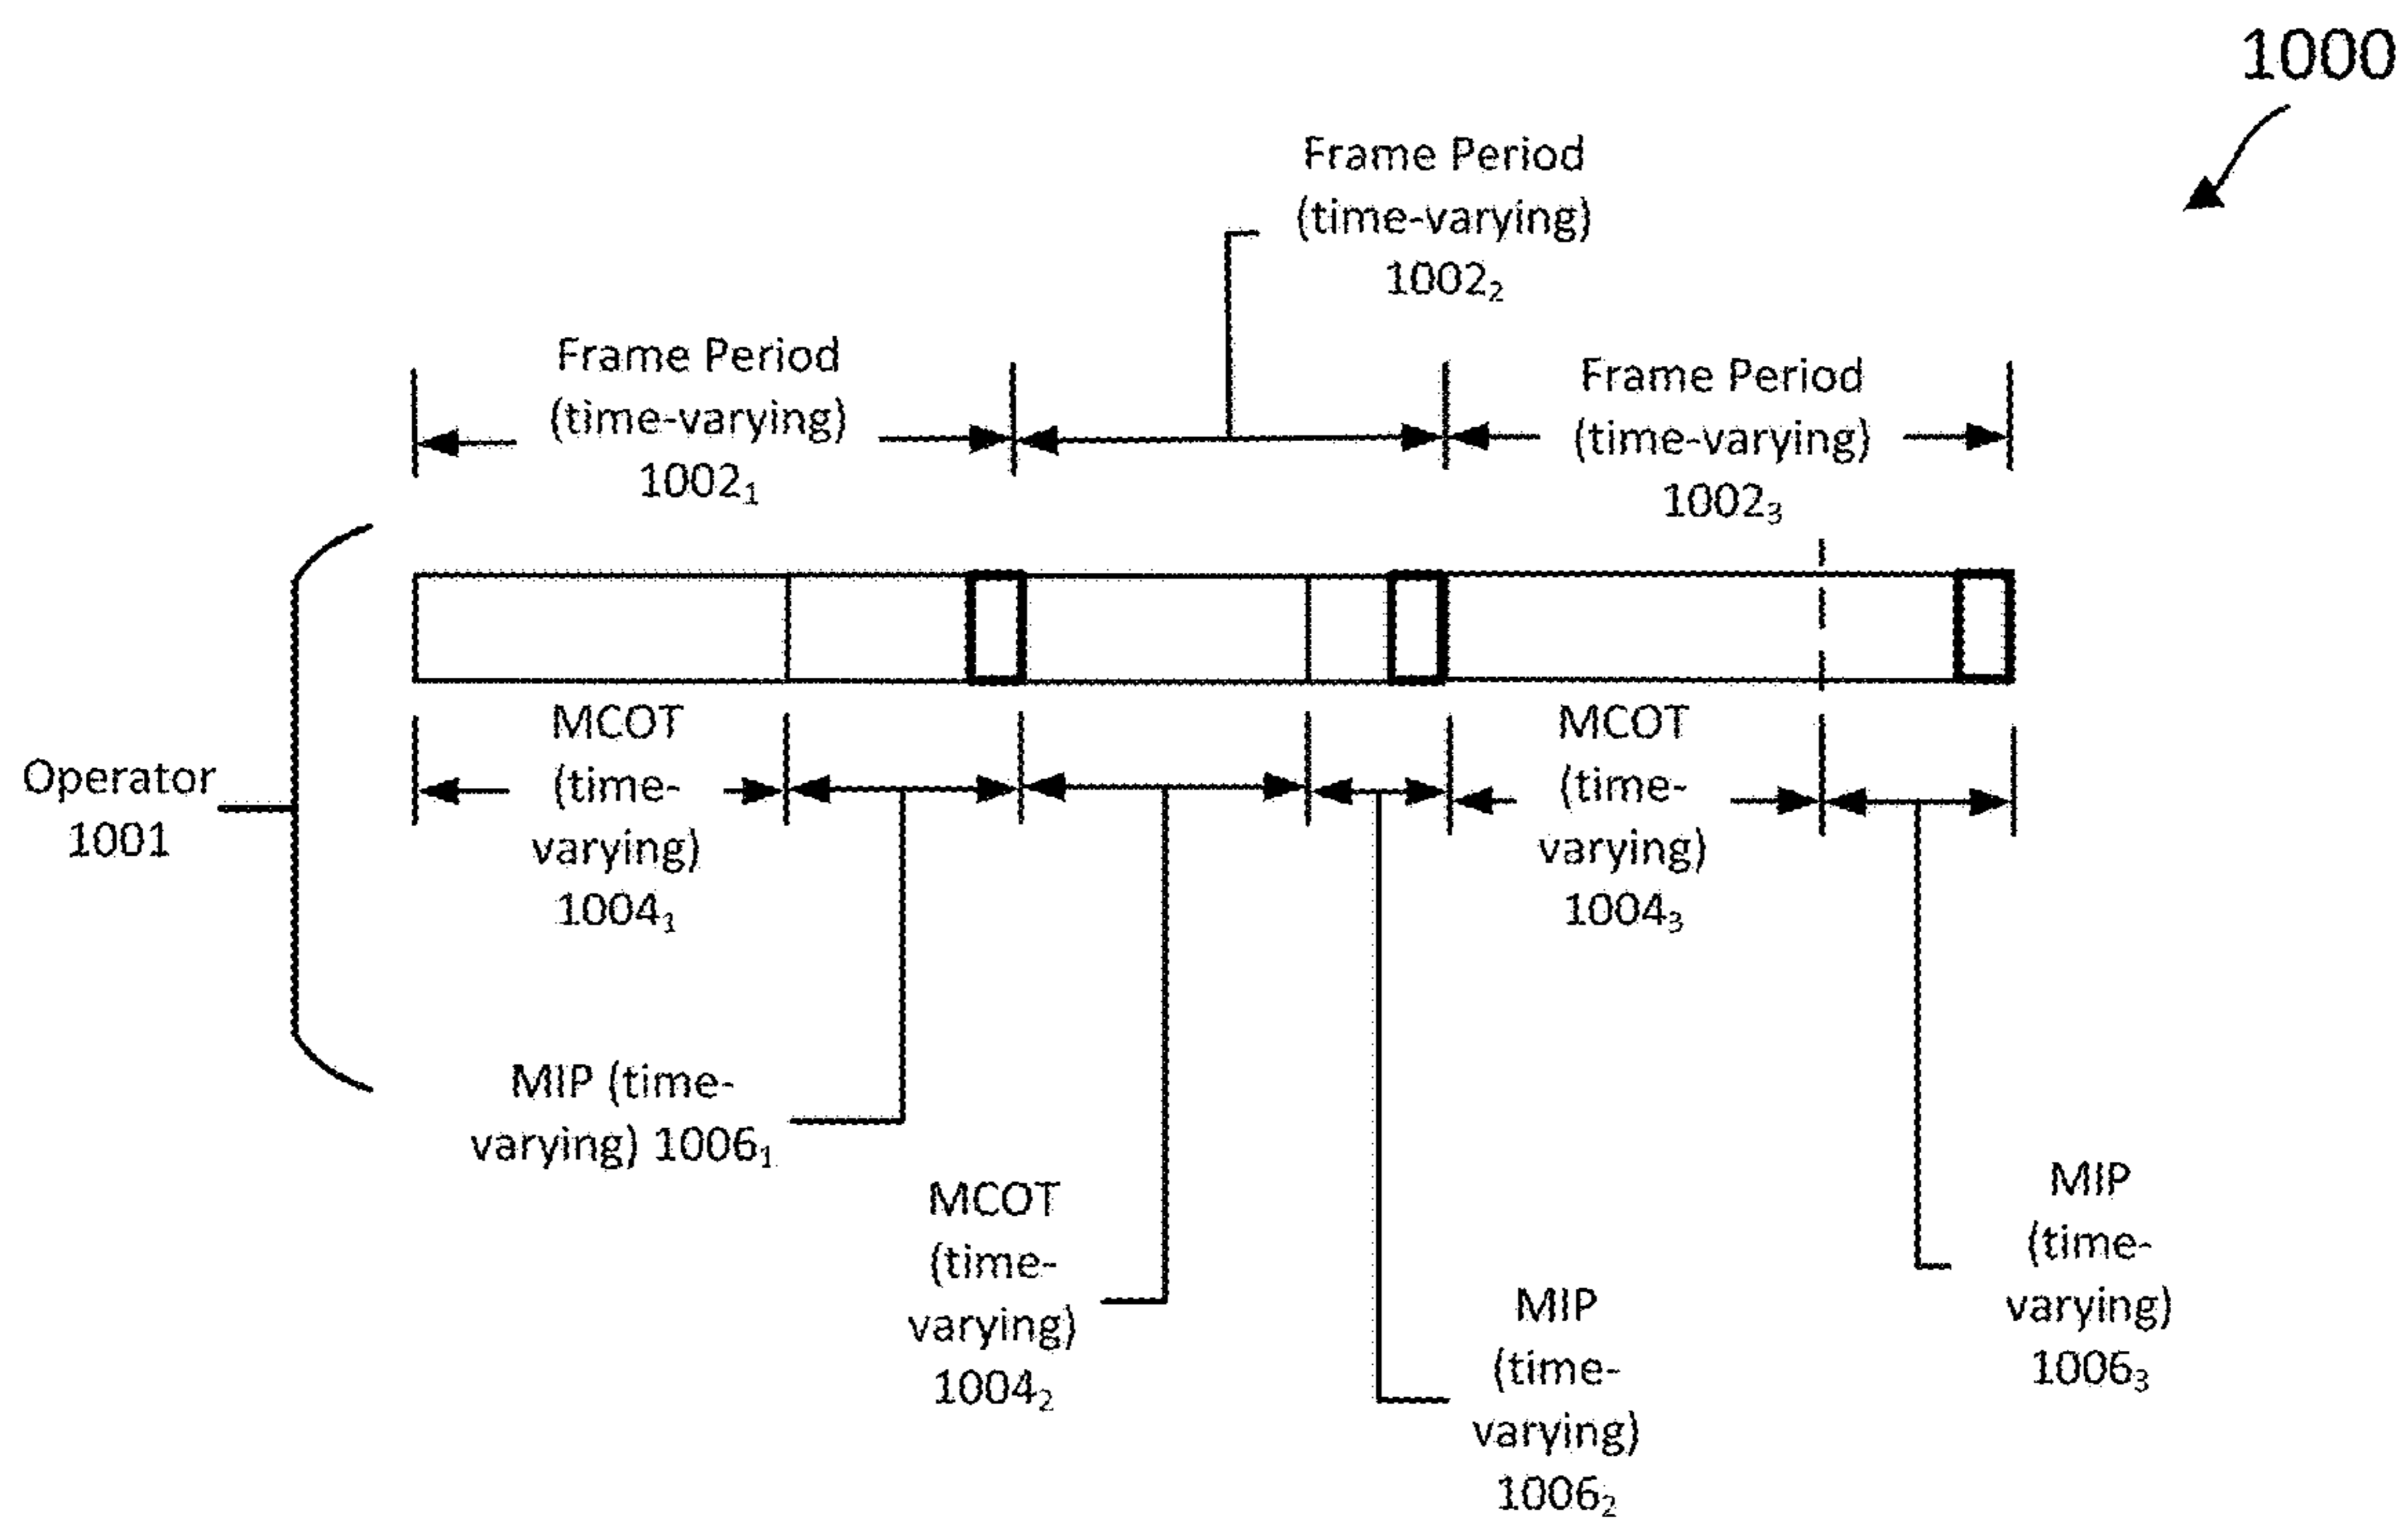 1000
Frame Period
(time-varying)
1002₂
Frame Period
(time-varying)
1002₁
Frame Period
(time-varying)
1002₃
Operator
1001
MCOT
(time-
varying)
1004₁
MCOT
(time-
varying)
1004₃
MIP (time-
varying) 1006₁
MCOT
(time-
varying)
1004₂
MIP
(time-
varying)
1006₂
MIP
(time-
varying)
1006₃